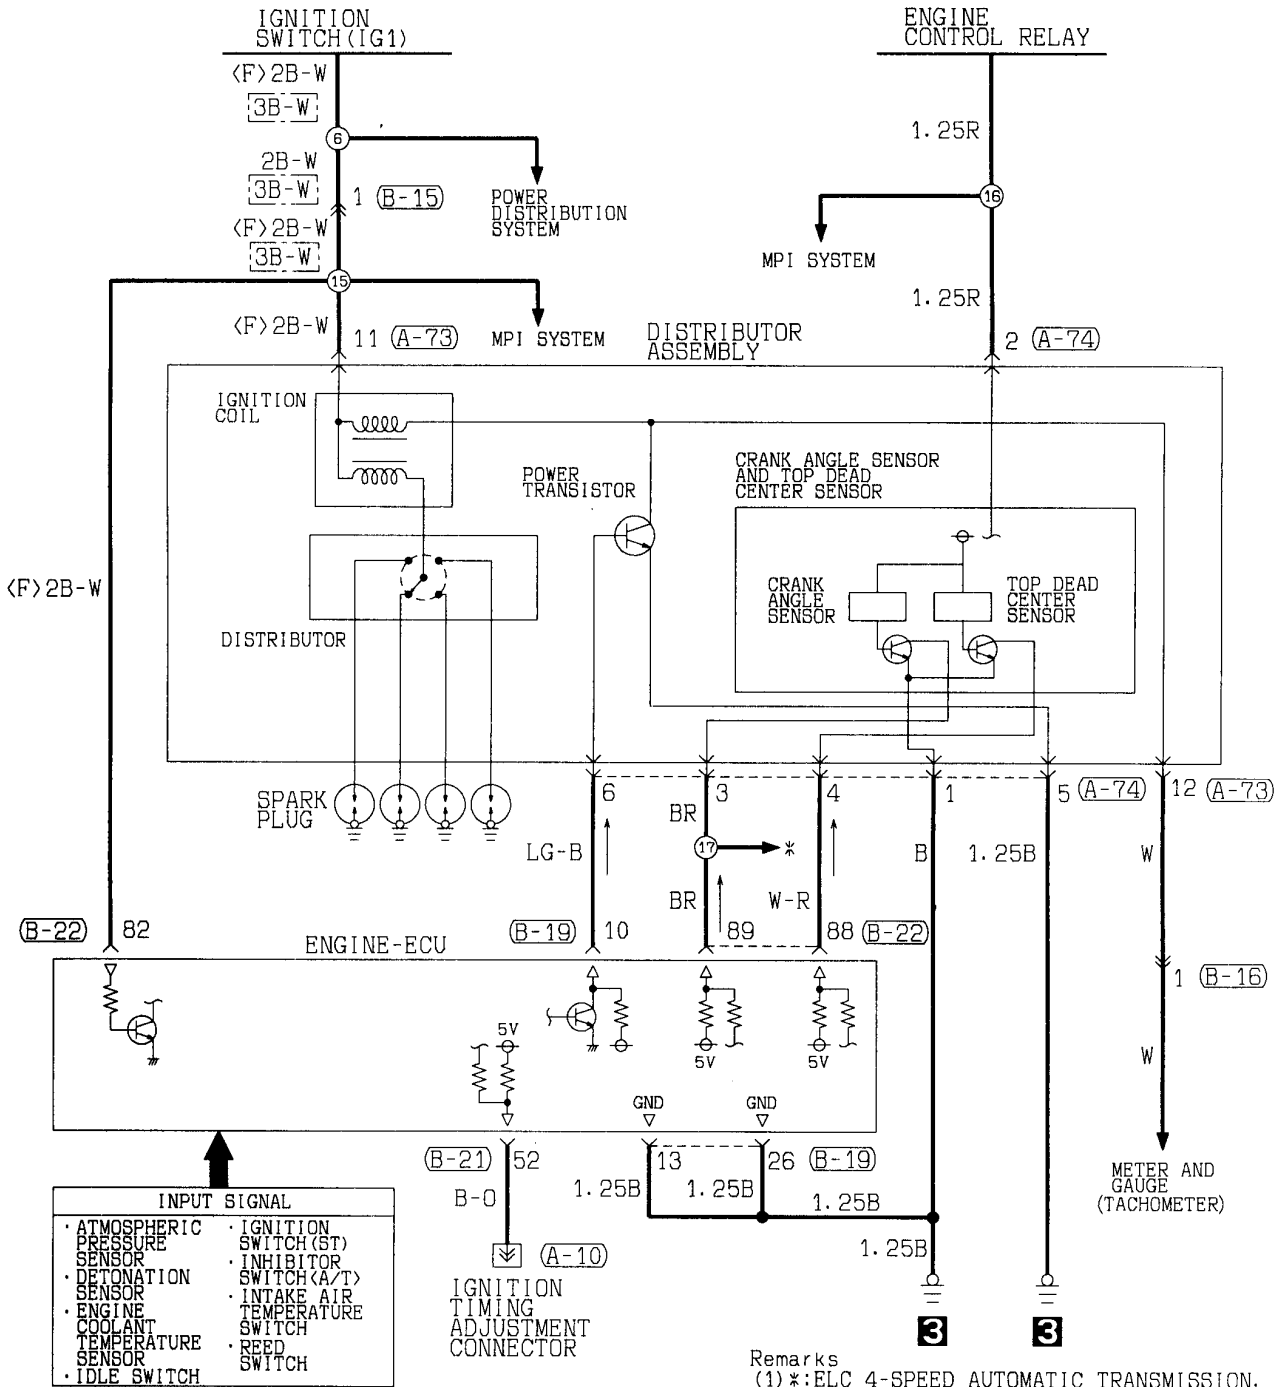 IGNITION
SWITCH(IG1)
ENGINE
CONTROL RELAY
<F>2B-W
3B-W
6
1.25R
2B-W
3B-W
1 (B-15)
POWER
DISTRIBUTION
SYSTEM
16
<F>2B-W
3B-W
MPI SYSTEM
15
1.25R
<F>2B-W
11 (A-73)
MPI SYSTEM
DISTRIBUTOR
ASSEMBLY
2 (A-74)
IGNITION
COIL
POWER
TRANSISTOR
CRANK ANGLE SENSOR
AND TOP DEAD
CENTER SENSOR
<F>2B-W
CRANK
ANGLE
SENSOR
TOP DEAD
CENTER
SENSOR
DISTRIBUTOR
SPARK
PLUG
6
3
4
1
5 (A-74)
12 (A-73)
BR
LG-B
17
*
B
1.25B
W
BR
W-R
(B-22) 82
(B-19) 10
89
88 (B-22)
ENGINE-ECU
1 (B-16)
5V
5V
5V
W
GND
GND
(B-21) 52
13
26 (B-19)
B-O
1.25B
1.25B
1.25B
1.25B
METER AND
GAUGE
(TACHOMETER)
(A-10)
IGNITION
TIMING
ADJUSTMENT
CONNECTOR
3
3
INPUT SIGNAL
· ATMOSPHERIC
PRESSURE
SENSOR
· DETONATION
SENSOR
· ENGINE
COOLANT
TEMPERATURE
SENSOR
· IDLE SWITCH
· IGNITION
SWITCH(ST)
· INHIBITOR
SWITCH<A/T>
· INTAKE AIR
TEMPERATURE
SWITCH
· REED
SWITCH
Remarks
(1)*:ELC 4-SPEED AUTOMATIC TRANSMISSION.